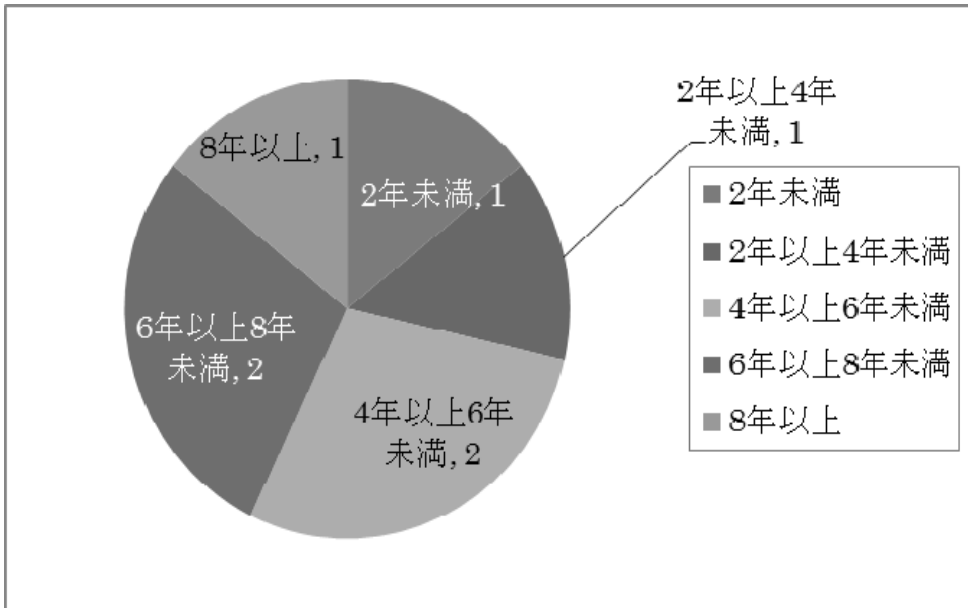 2年以上4年
未満, 1
8年以上, 1
2年未満, 1
6年以上8年
未満, 2
4年以上6年
未満, 2
2年未満
2年以上4年未満
4年以上6年未満
6年以上8年未満
8年以上